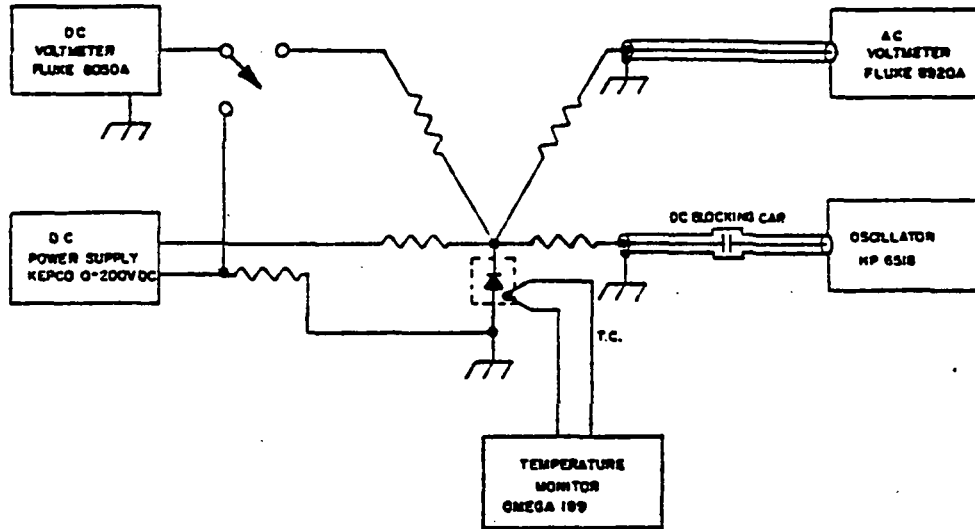 DC
VOLTMETER
FLUKE 8050A
AC
VOLTMETER
FLUKE 8920A
DC
POWER SUPPLY
KEPCO 0-200VDC
DC BLOCKING CAP
OSCILLATOR
HP 651B
T.C.
TEMPERATURE
MONITOR
OMEGA 199